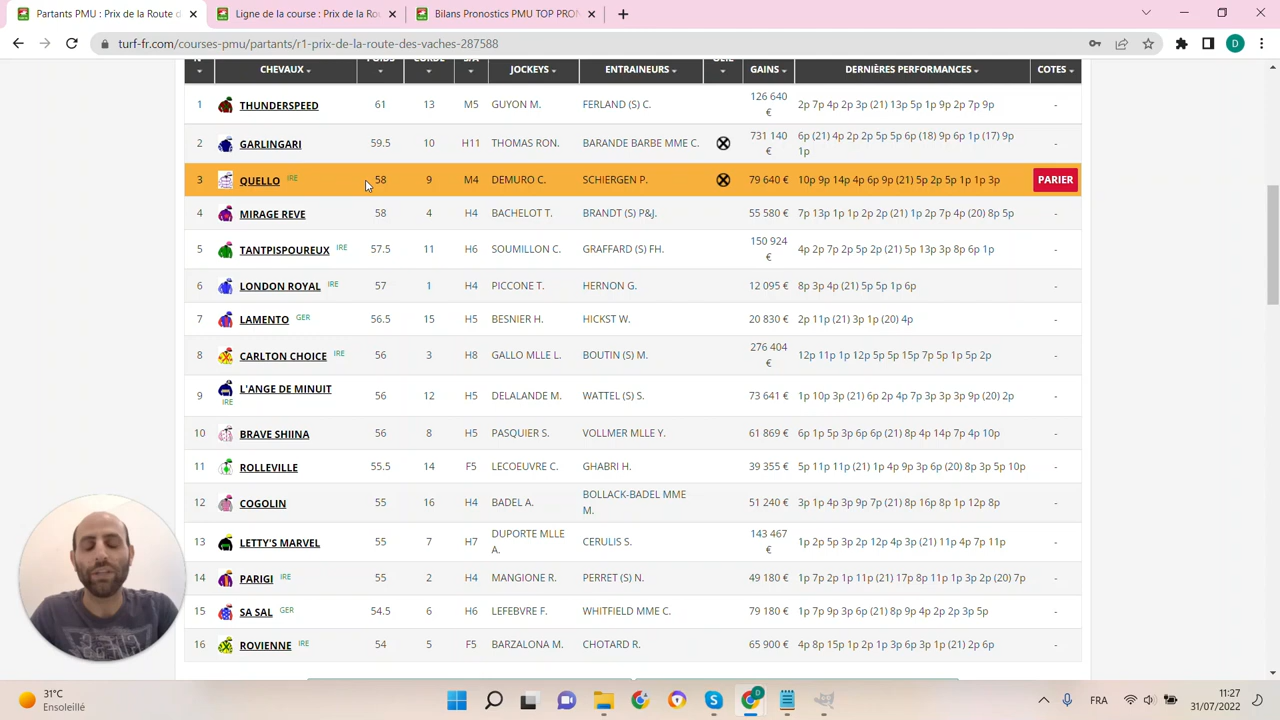 Partants PMU : Prix de la Route d
Ligne de la course : Prix de la Rou
Bilans Pronostics PMU TOP PRON
turf-fr.com/courses-pmu/partants/r1-prix-de-la-route-des-vaches-287588
CHEVAUX JOCKEYS ENTRAINEURS GAINS DERNIÈRES PERFORMANCES COTES
1 THUNDERSPEED 61 13 M5 GUYON M. FERLAND (S) C. 126 640 € 2p 7p 4p 2p 3p (21) 13p 5p 1p 9p 2p 7p 9p -
2 GARLINGARI 59.5 10 H11 THOMAS RON. BARANDE BARBE MME C. 731 140 € 6p (21) 4p 2p 2p 5p 5p 6p (18) 9p 6p 1p (17) 9p 1p -
3 QUELLO IRE 58 9 M4 DEMURO C. SCHIERGEN P. 79 640 € 10p 9p 14p 4p 6p 9p (21) 5p 2p 5p 1p 1p 3p PARIER
4 MIRAGE REVE 58 4 H4 BACHELOT T. BRANDT (S) P&J. 55 580 € 7p 13p 1p 1p 2p 2p (21) 1p 2p 7p 4p (20) 8p 5p -
5 TANTPISPOUREUX IRE 57.5 11 H6 SOUMILLON C. GRAFFARD (S) FH. 150 924 € 4p 2p 7p 2p 5p 2p (21) 5p 13p 3p 8p 6p 1p -
6 LONDON ROYAL IRE 57 1 H4 PICCONE T. HERNON G. 12 095 € 8p 3p 4p (21) 5p 5p 1p 6p -
7 LAMENTO GER 56.5 15 H5 BESNIER H. HICKST W. 20 830 € 2p 11p (21) 3p 1p (20) 4p -
8 CARLTON CHOICE IRE 56 3 H8 GALLO MLLE L. BOUTIN (S) M. 276 404 € 12p 11p 1p 12p 5p 5p 15p 7p 5p 1p 5p 2p -
9 L'ANGE DE MINUIT IRE 56 12 H5 DELALANDE M. WATTEL (S) S. 73 641 € 1p 10p 3p (21) 6p 2p 4p 7p 3p 3p 3p 9p (20) 2p -
10 BRAVE SHIINA 56 8 H5 PASQUIER S. VOLLMER MLLE Y. 61 869 € 6p 1p 5p 3p 6p 6p (21) 8p 4p 14p 7p 4p 10p -
11 ROLLEVILLE 55.5 14 F5 LECOEUVRE C. GHABRI H. 39 355 € 5p 11p 11p (21) 1p 4p 9p 3p 6p (20) 8p 3p 5p 10p -
12 COGOLIN 55 16 H4 BADEL A. BOLLACK-BADEL MME M. 51 240 € 3p 1p 4p 3p 9p 7p (21) 8p 16p 8p 1p 12p 8p -
13 LETTY'S MARVEL 55 7 H7 DUPORTE MLLE A. CERULIS S. 143 467 € 1p 2p 5p 3p 2p 12p 4p 3p (21) 11p 4p 7p 11p -
14 PARIGI IRE 55 2 H4 MANGIONE R. PERRET (S) N. 49 180 € 1p 7p 2p 1p 11p (21) 17p 8p 11p 1p 3p 2p (20) 7p -
15 SA SAL GER 54.5 6 H6 LEFEBVRE F. WHITFIELD MME C. 79 180 € 1p 7p 9p 3p 6p (21) 8p 9p 4p 2p 2p 3p 5p -
16 ROVIENNE IRE 54 5 F5 BARZALONA M. CHOTARD R. 65 900 € 4p 8p 15p 1p 2p 1p 3p 6p 3p 1p (21) 2p 6p -
31°C
Ensoleillé
FRA
11:27
31/07/2022